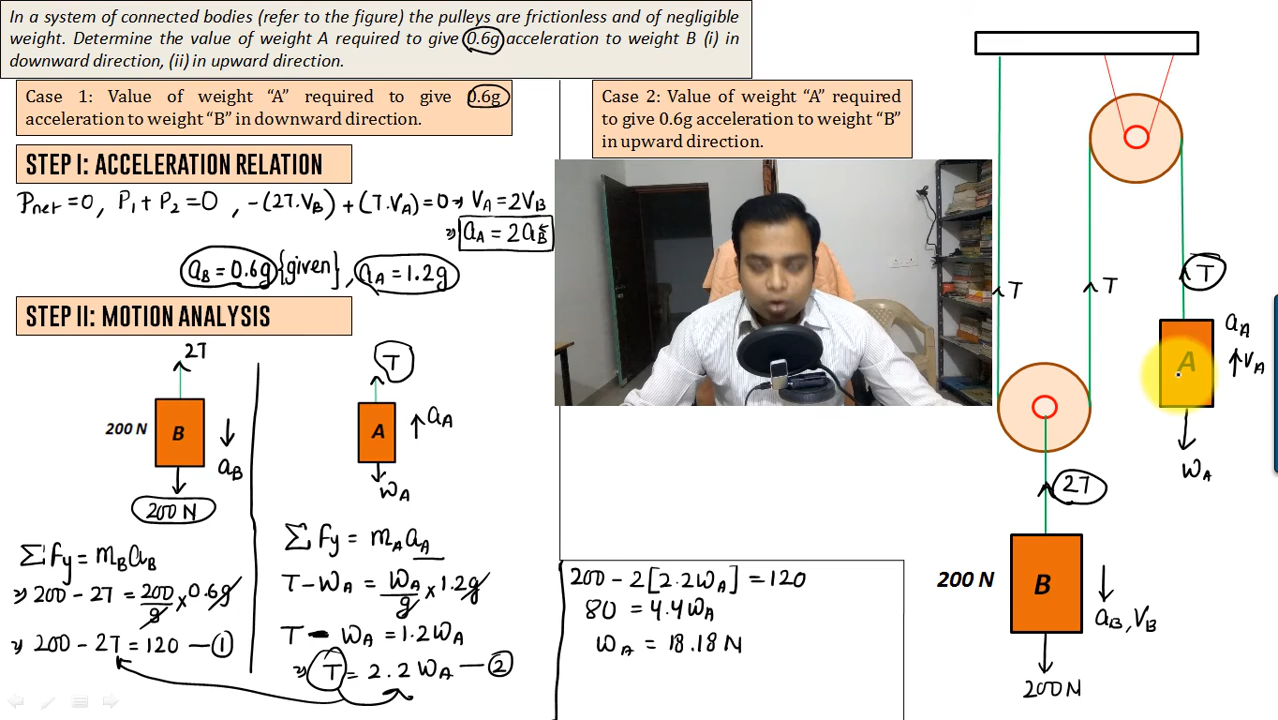 In a system of connected bodies (refer to the figure) the pulleys are frictionless and of negligible
weight. Determine the value of weight A required to give 0.6g acceleration to weight B (i) in
downward direction, (ii) in upward direction.
Case 1: Value of weight “A” required to give 0.6g
acceleration to weight “B” in downward direction.
STEP I: ACCELERATION RELATION
Pnet = 0, P1 + P2 = 0, -(2T.VB) + (T.VA) = 0 ⇒ VA = 2VB
⇒ aA = 2aB
aB = 0.6g {given}, aA = 1.2g
STEP II: MOTION ANALYSIS
2T
200 N
B
aB
200 N
ΣFy = mBaB
⇒ 200 - 2T = 200/g × 0.6g
⇒ 200 - 2T = 120 — 1
T
A
aA
WA
ΣFy = mAaA
T - WA = WA/g × 1.2g
T - WA = 1.2WA
⇒ T = 2.2WA — 2
Case 2: Value of weight “A” required
to give 0.6g acceleration to weight “B”
in upward direction.
200 - 2[2.2WA] = 120
80 = 4.4WA
WA = 18.18 N
T
T
T
A
aA
VA
WA
2T
200 N
B
aB, VB
200N